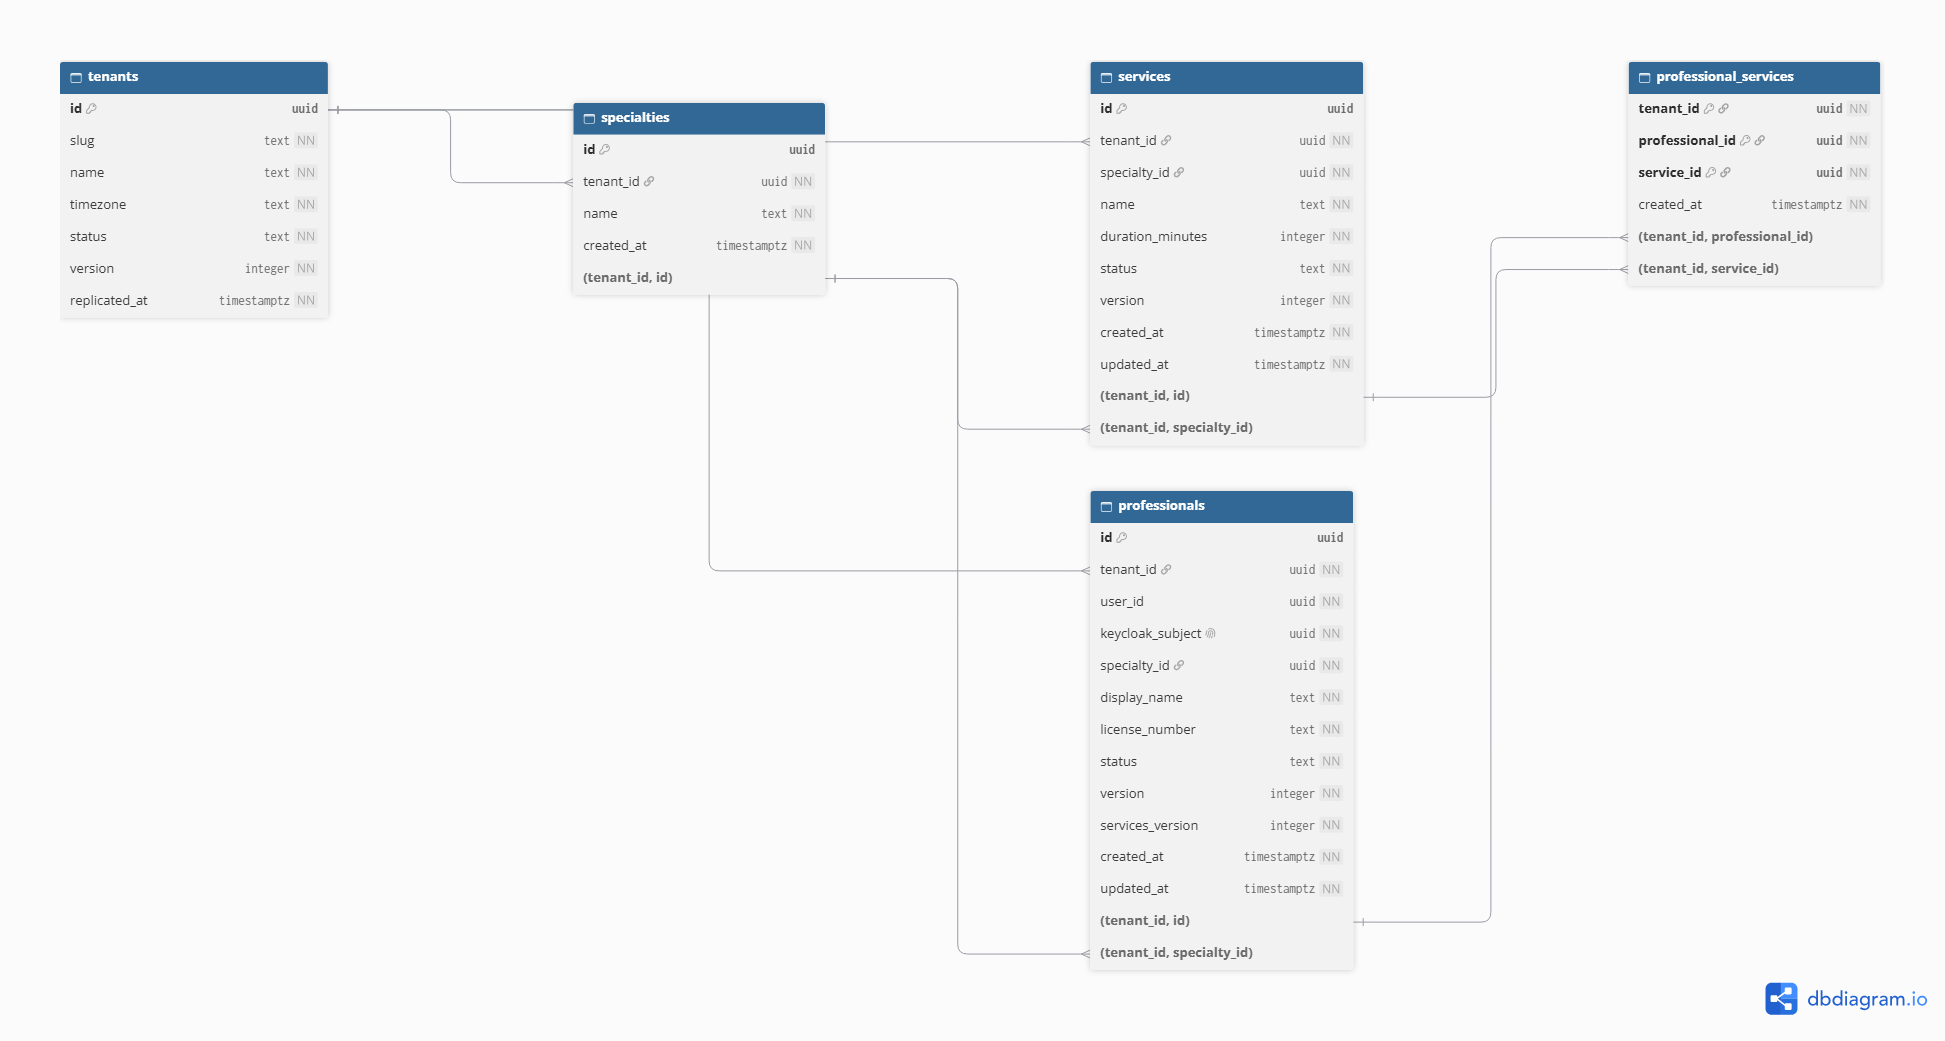 tenants
id uuid
slug text NN
name text NN
timezone text NN
status text NN
version integer NN
replicated_at timestamptz NN
specialties
id uuid
tenant_id uuid NN
name text NN
created_at timestamptz NN
(tenant_id, id)
services
id uuid
tenant_id uuid NN
specialty_id uuid NN
name text NN
duration_minutes integer NN
status text NN
version integer NN
created_at timestamptz NN
updated_at timestamptz NN
(tenant_id, id)
(tenant_id, specialty_id)
professionals
id uuid
tenant_id uuid NN
user_id uuid NN
keycloak_subject uuid NN
specialty_id uuid NN
display_name text NN
license_number text NN
status text NN
version integer NN
services_version integer NN
created_at timestamptz NN
updated_at timestamptz NN
(tenant_id, id)
(tenant_id, specialty_id)
professional_services
tenant_id uuid NN
professional_id uuid NN
service_id uuid NN
created_at timestamptz NN
(tenant_id, professional_id)
(tenant_id, service_id)
dbdiagram.io